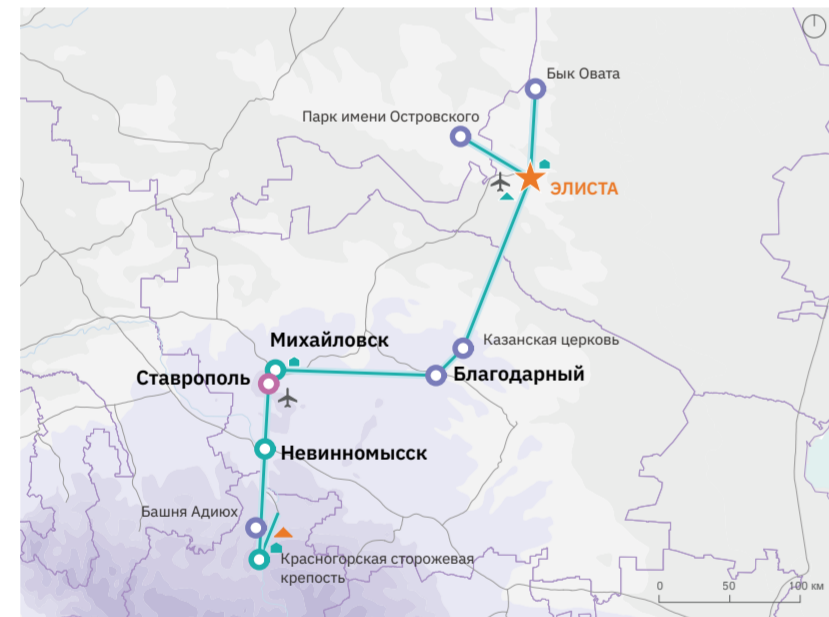 Бык Овата
Парк имени Островского
ЭЛИСТА
Казанская церковь
Михайловск
Ставрополь
Благодарный
Невинномысск
Башня Адиюх
Красногорская сторожевая
крепость
0 50 100 км